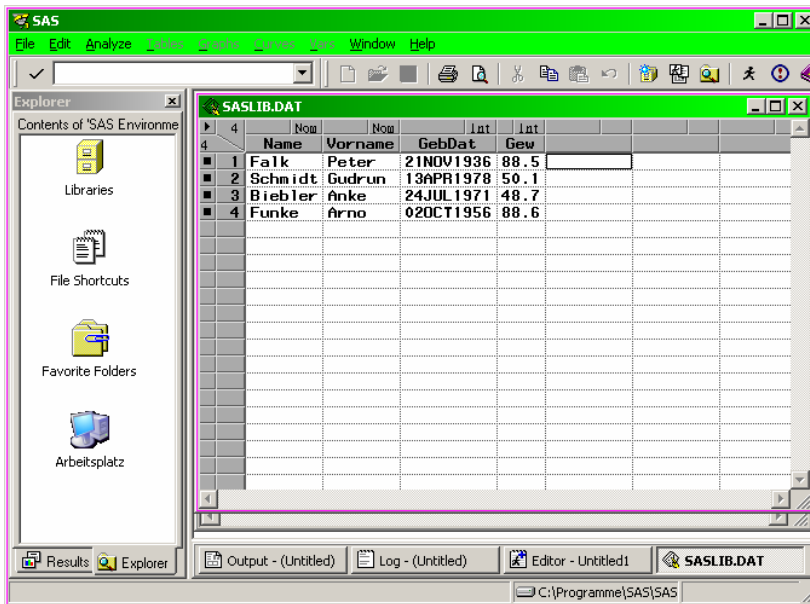 SAS
File Edit Analyze Tables Graphs Curves Vars Window Help
Explorer
Contents of 'SAS Environme
Libraries
File Shortcuts
Favorite Folders
Arbeitsplatz
SASLIB.DAT
4 Nom Nom Int Int
4 Name Vorname GebDat Gew
1 Falk Peter 21NOV1936 88.5
2 Schmidt Gudrun 13APR1978 50.1
3 Biebler Anke 24JUL1971 48.7
4 Funke Arno 02OCT1956 88.6
Results Explorer
Output - (Untitled) Log - (Untitled) Editor - Untitled1 SASLIB.DAT
C:\Programme\SAS\SAS